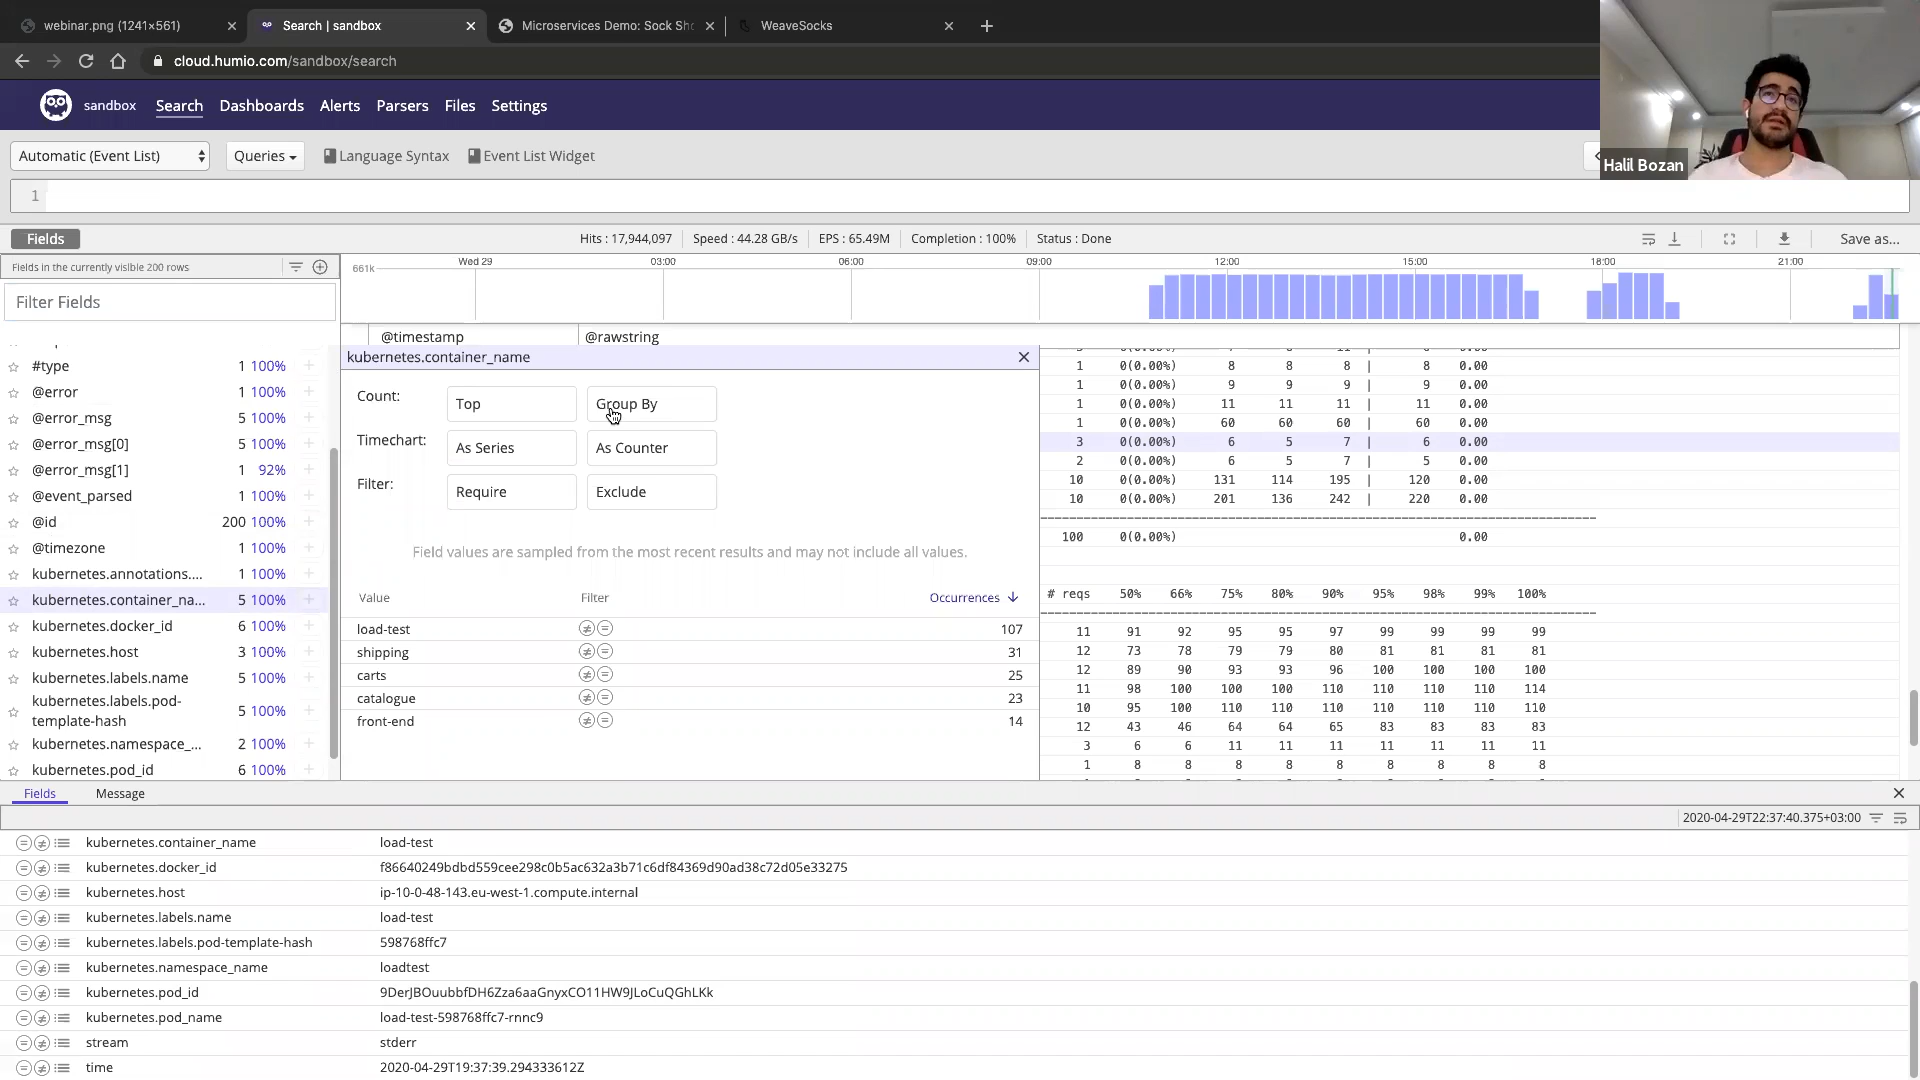 webinar.png (1241×561)
Search | sandbox
Microservices Demo: Sock Sho
WeaveSocks
cloud.humio.com/sandbox/search
Halil Bozan
sandbox Search Dashboards Alerts Parsers Files Settings
Automatic (Event List) Queries Language Syntax Event List Widget
1
Fields Hits : 17,944,097 Speed : 44.28 GB/s EPS : 65.49M Completion : 100% Status : Done Save as...
Fields in the currently visible 200 rows
Filter Fields
661k
Wed 29 03:00 06:00 09:00 12:00 15:00 18:00 21:00
@timestamp @rawstring
#type 1 100%
@error 1 100%
@error_msg 5 100%
@error_msg[0] 5 100%
@error_msg[1] 1 92%
@event_parsed 1 100%
@id 200 100%
@timezone 1 100%
kubernetes.annotations.... 1 100%
kubernetes.container_na... 5 100%
kubernetes.docker_id 6 100%
kubernetes.host 3 100%
kubernetes.labels.name 5 100%
kubernetes.labels.pod-
template-hash 5 100%
kubernetes.namespace_... 2 100%
kubernetes.pod_id 6 100%
kubernetes.container_name
Count: Top Group By
Timechart: As Series As Counter
Filter: Require Exclude
Field values are sampled from the most recent results and may not include all values.
Value Filter Occurrences
load-test 107
shipping 31
carts 25
catalogue 23
front-end 14
1 0(0.00%) 8 8 8 | 8 0.00
1 0(0.00%) 9 9 9 | 9 0.00
1 0(0.00%) 11 11 11 | 11 0.00
1 0(0.00%) 60 60 60 | 60 0.00
3 0(0.00%) 6 5 7 | 6 0.00
2 0(0.00%) 6 5 7 | 5 0.00
10 0(0.00%) 131 114 195 | 120 0.00
10 0(0.00%) 201 136 242 | 220 0.00
100 0(0.00%) 0.00
# reqs 50% 66% 75% 80% 90% 95% 98% 99% 100%
11 91 92 95 95 97 99 99 99 99
12 73 78 79 79 80 81 81 81 81
12 89 90 93 93 96 100 100 100 100
11 98 100 100 100 110 110 110 110 114
10 95 100 110 110 110 110 110 110 110
12 43 46 64 64 65 83 83 83 83
3 6 6 11 11 11 11 11 11 11
1 8 8 8 8 8 8 8 8 8
Fields Message
2020-04-29T22:37:40.375+03:00
kubernetes.container_name load-test
kubernetes.docker_id f86640249bdbd559cee298c0b5ac632a3b71c6df84369d90ad38c72d05e33275
kubernetes.host ip-10-0-48-143.eu-west-1.compute.internal
kubernetes.labels.name load-test
kubernetes.labels.pod-template-hash 598768ffc7
kubernetes.namespace_name loadtest
kubernetes.pod_id 9DerJBOuubbfDH6Zza6aaGnyxCO11HW9JLoCuQGhLKk
kubernetes.pod_name load-test-598768ffc7-rnnc9
stream stderr
time 2020-04-29T19:37:39.294333612Z